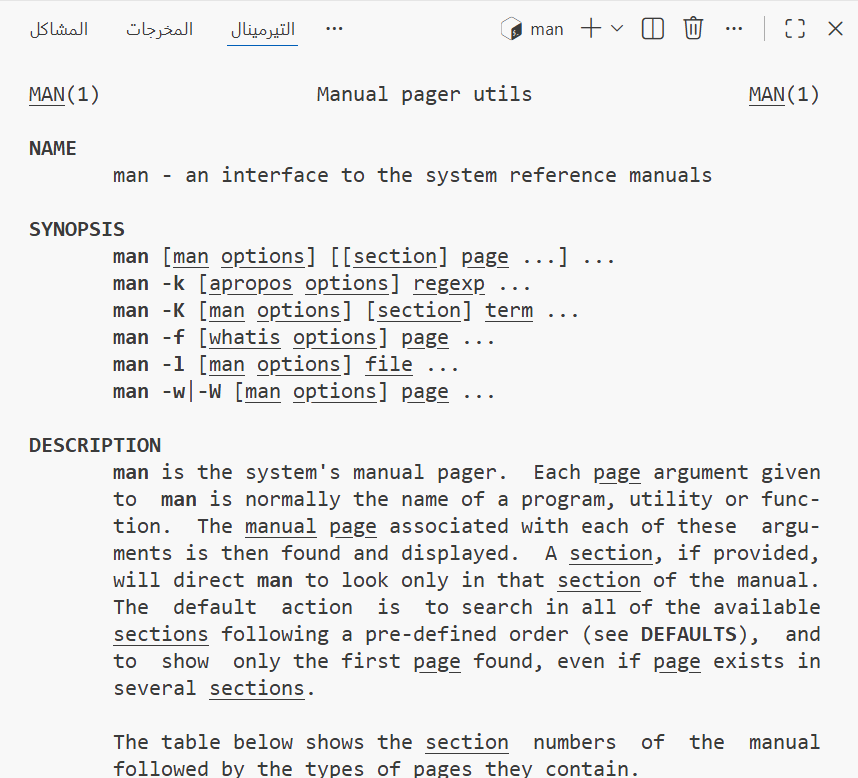 المشاكل المخرجات التيرمينال ... man ...
MAN(1) Manual pager utils MAN(1)
NAME
man - an interface to the system reference manuals
SYNOPSIS
man [man options] [[section] page ...] ...
man -k [apropos options] regexp ...
man -K [man options] [section] term ...
man -f [whatis options] page ...
man -l [man options] file ...
man -w|-W [man options] page ...
DESCRIPTION
man is the system's manual pager.  Each page argument given
to  man is normally the name of a program, utility or func-
tion.  The manual page associated with each of these  argu-
ments is then found and displayed.  A section, if provided,
will direct man to look only in that section of the manual.
The  default  action  is  to search in all of the available
sections following a pre-defined order (see DEFAULTS),  and
to  show  only the first page found, even if page exists in
several sections.
The table below shows the section  numbers  of  the  manual
followed by the types of pages they contain.